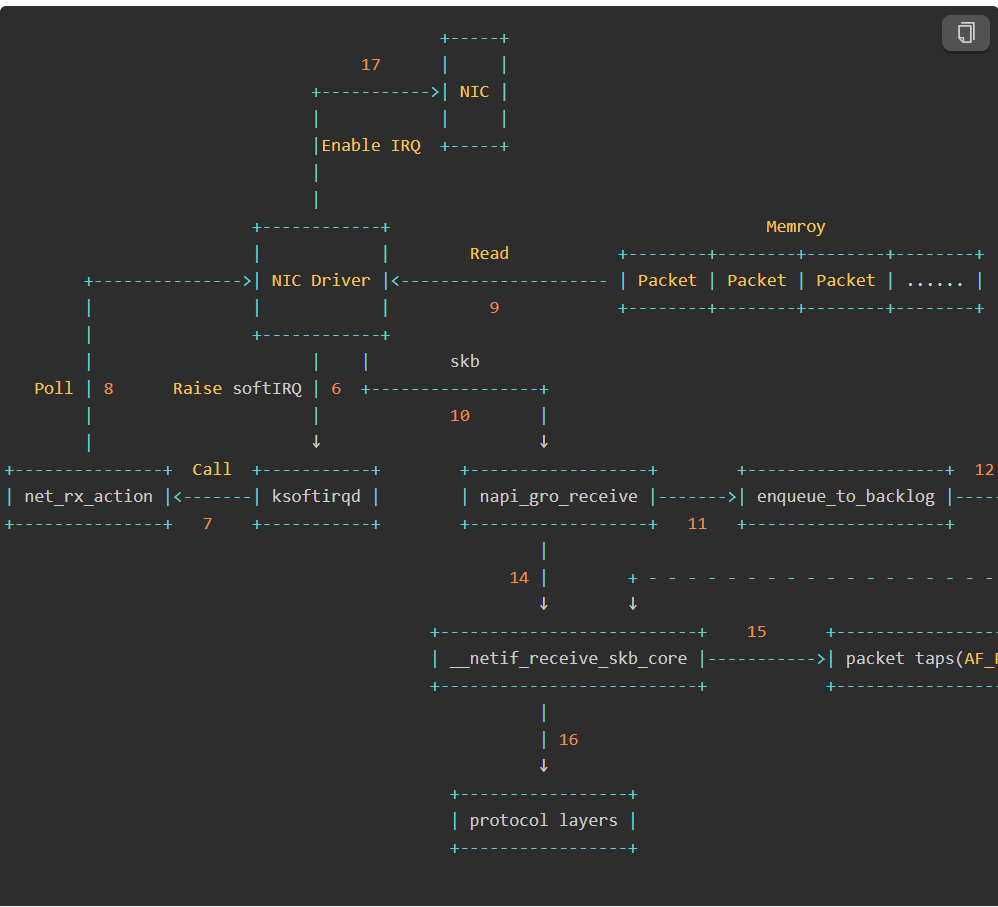 17
NIC
Enable IRQ
Memroy
Read
NIC Driver
Packet Packet Packet ......
9
skb
Poll 8 Raise softIRQ 6
10
Call 12
net_rx_action ksoftirqd napi_gro_receive enqueue_to_backlog
7 11
14
15
__netif_receive_skb_core packet taps(AF_
16
protocol layers